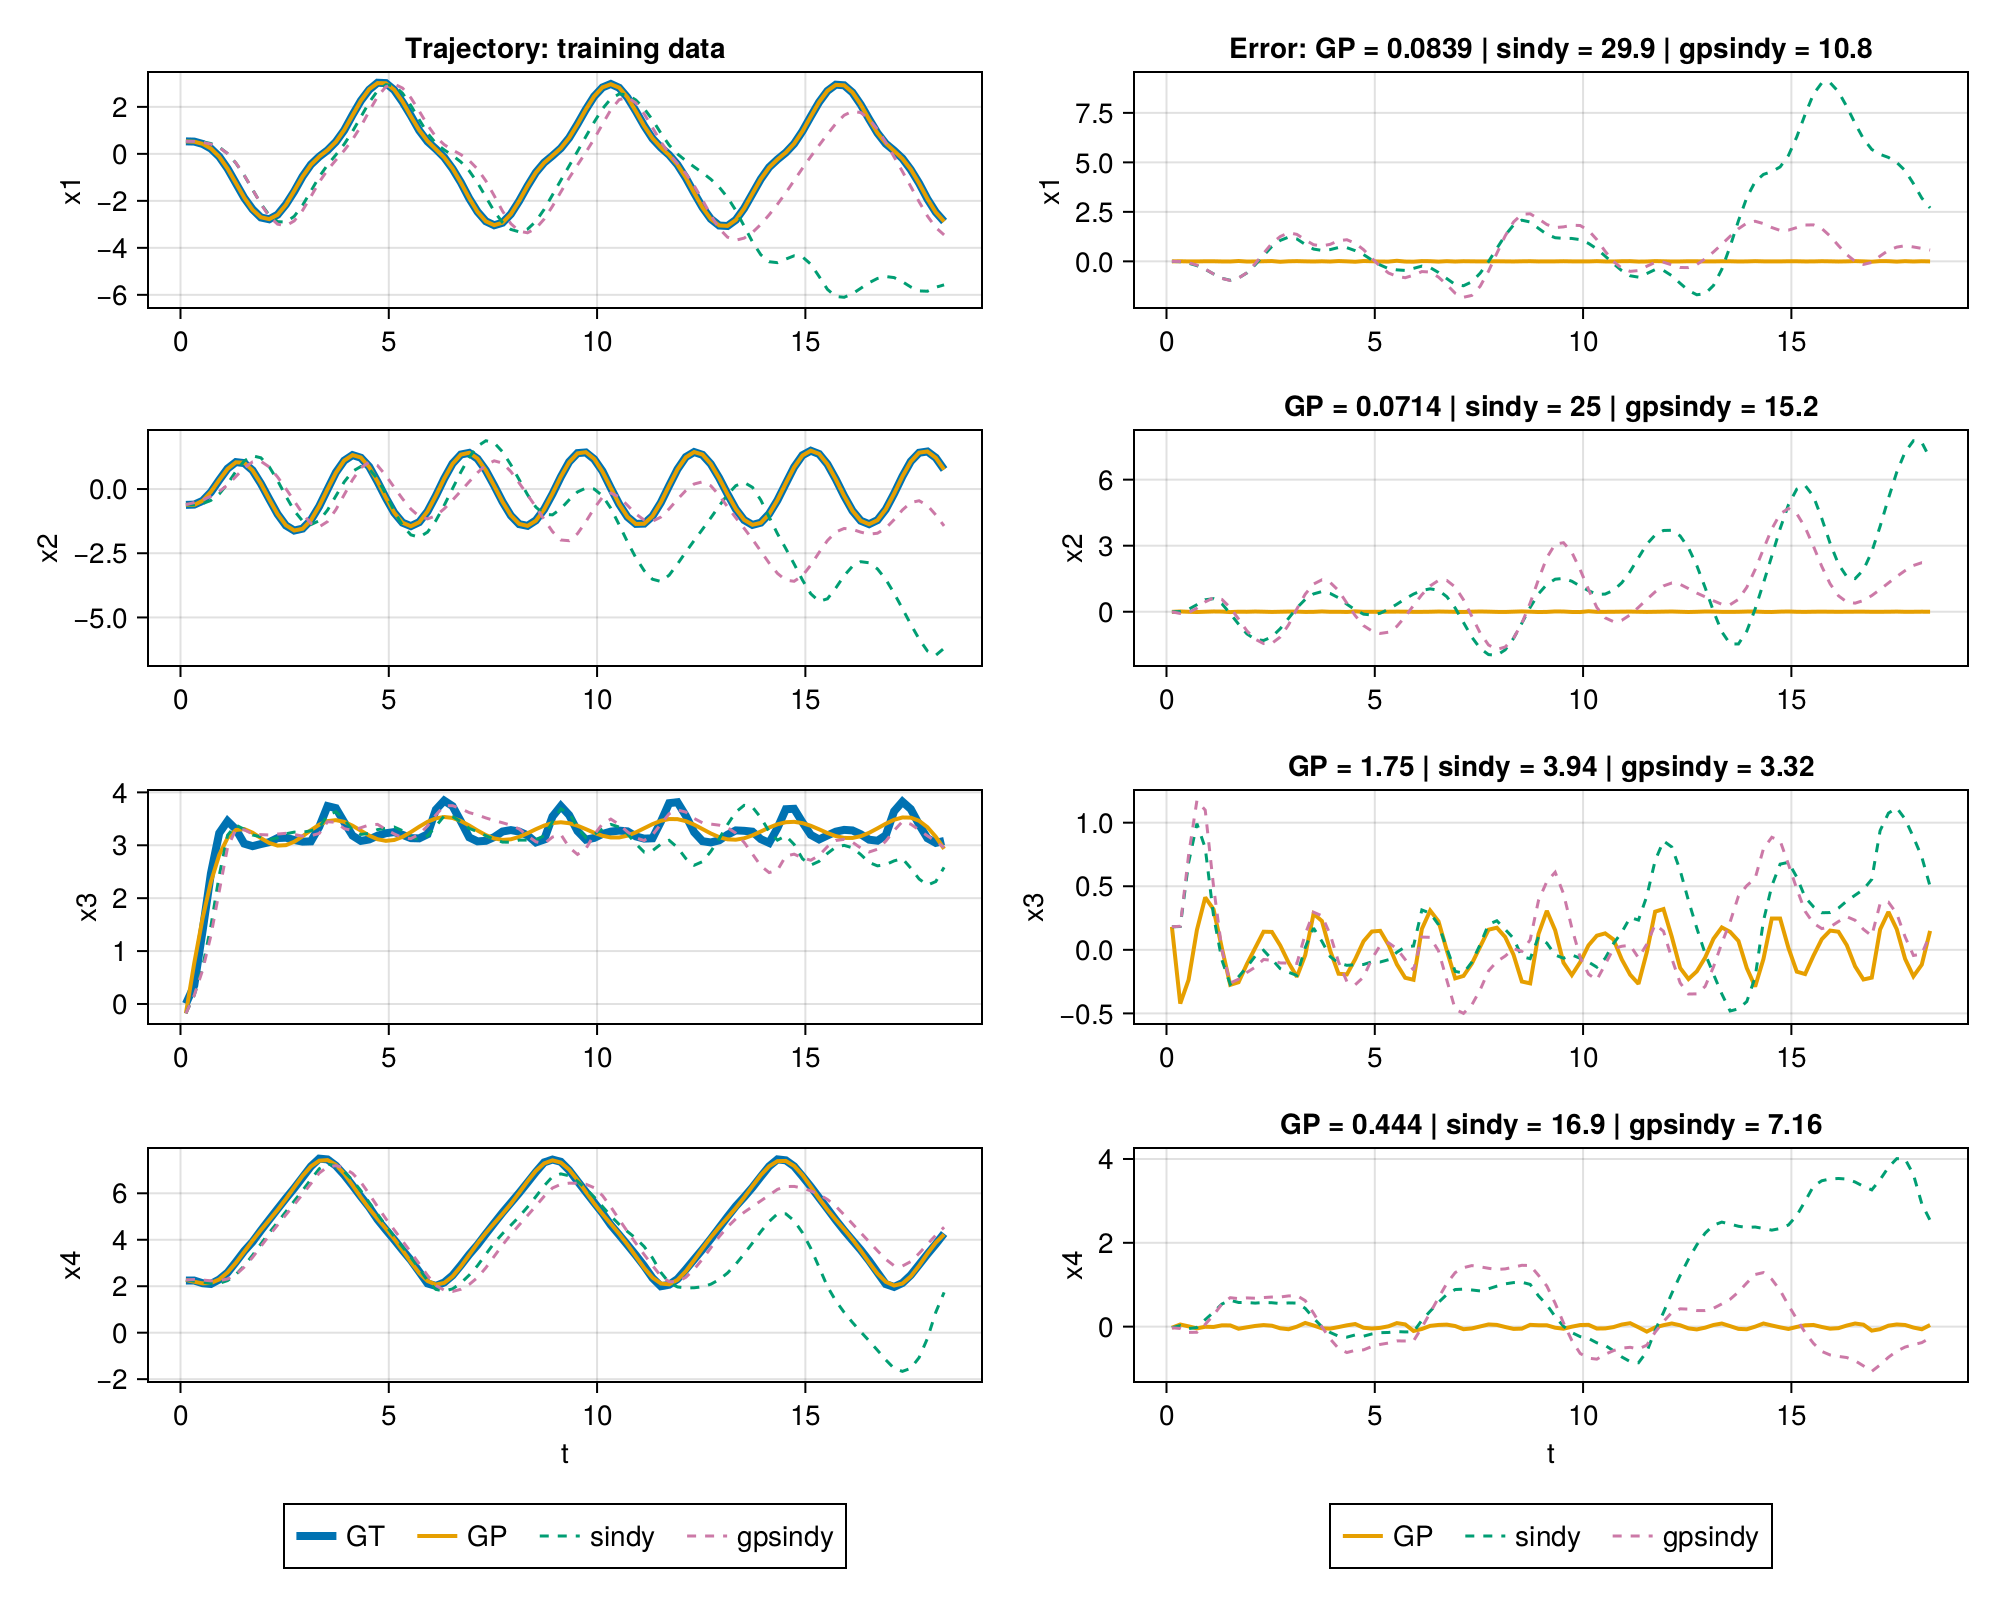 Trajectory: training data
x1
2
0
−2
−4
−6
0 5 10 15
Error: GP = 0.0839 | sindy = 29.9 | gpsindy = 10.8
x1
7.5
5.0
2.5
0.0
0 5 10 15
x2
0.0
−2.5
−5.0
0 5 10 15
GP = 0.0714 | sindy = 25 | gpsindy = 15.2
x2
6
3
0
0 5 10 15
x3
4
3
2
1
0
0 5 10 15
GP = 1.75 | sindy = 3.94 | gpsindy = 3.32
x3
1.0
0.5
0.0
−0.5
0 5 10 15
x4
6
4
2
0
−2
0 5 10 15
t
GP = 0.444 | sindy = 16.9 | gpsindy = 7.16
x4
4
2
0
0 5 10 15
t
GT GP sindy gpsindy
GP sindy gpsindy